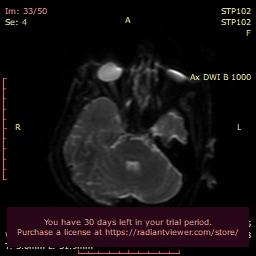 Im: 33/50
Se: 4
STP102
STP102
F
A
Ax DWI B 1000
R
L
You have 30 days left in your trial period.
Purchase a license at https://radiantviewer.com/store/